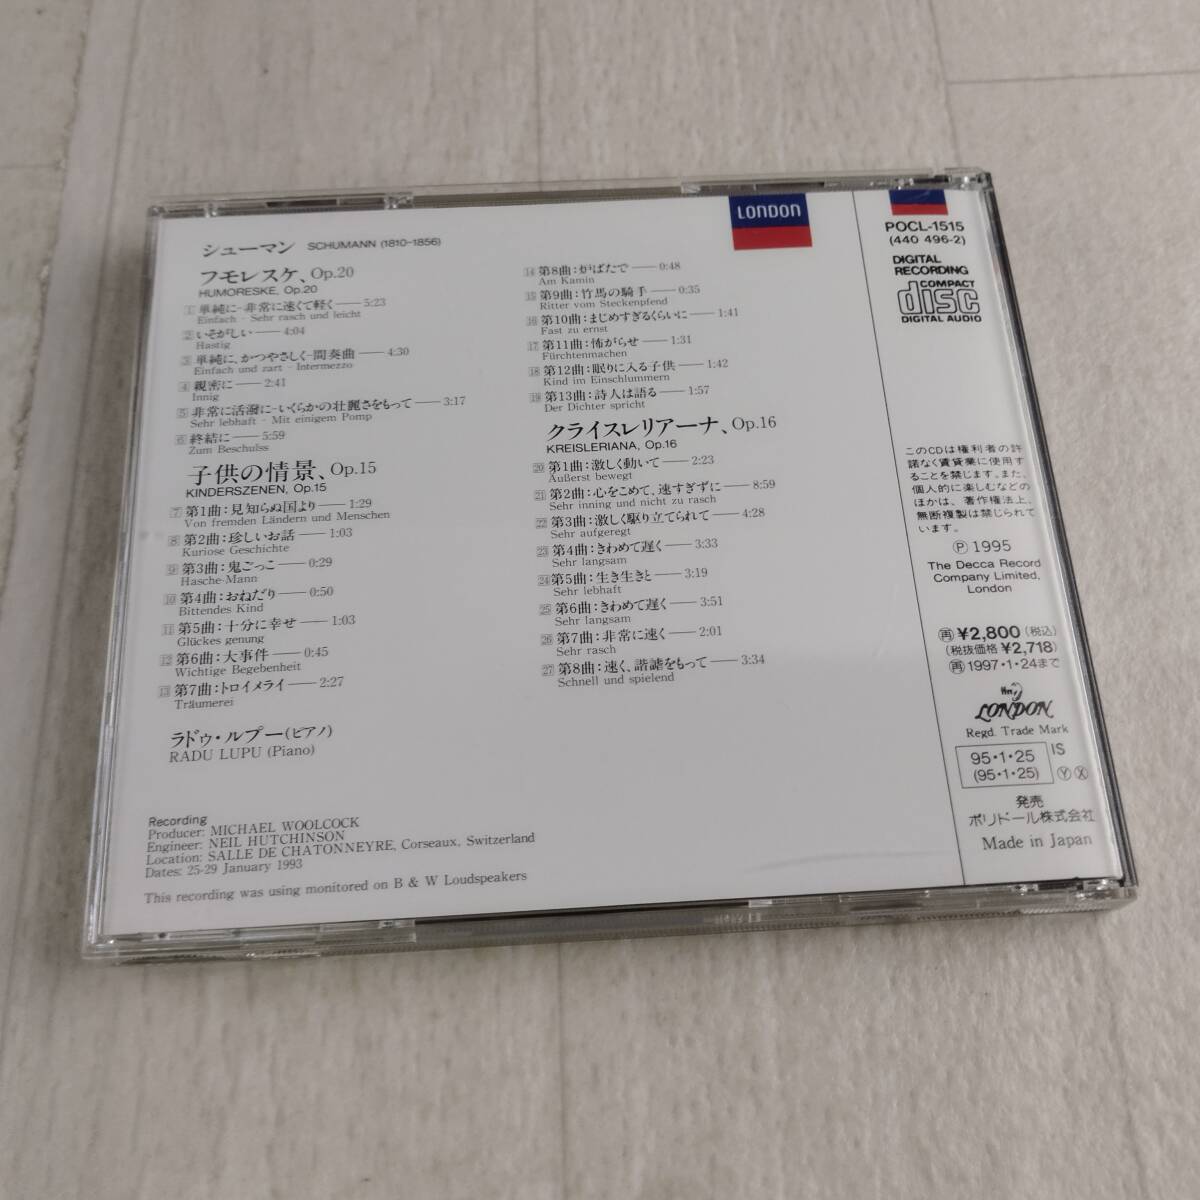 シューマン SCHUMANN (1810-1856)
フモレスケ、Op.20
HUMORESKE, Op.20
1 単純に-非常に速くて軽く——5:23
Einfach - Sehr rasch und leicht
2 いそがしい——4:04
Hastig
3 単純に、かつやさしく-間奏曲——4:30
Einfach und zart - Intermezzo
4 親密に——2:41
Innig
5 非常に活溌に-いくらかの壮麗さをもって——3:17
Sehr lebhaft - Mit einigem Pomp
6 終結に——5:59
Zum Beschulss
子供の情景、Op.15
KINDERSZENEN, Op.15
7 第1曲：見知らぬ国より——1:29
Von fremden Ländern und Menschen
8 第2曲：珍しいお話——1:03
Kuriose Geschichte
9 第3曲：鬼ごっこ——0:29
Hasche-Mann
10 第4曲：おねだり——0:50
Bittendes Kind
11 第5曲：十分に幸せ——1:03
Glückes genung
12 第6曲：大事件——0:45
Wichtige Begebenheit
13 第7曲：トロイメライ——2:27
Träumerei
ラドゥ・ルプー(ピアノ)
RADU LUPU (Piano)
Recording
Producer: MICHAEL WOOLCOCK
Engineer: NEIL HUTCHINSON
Location: SALLE DE CHATONNEYRE, Corseaux, Switzerland
Dates: 25-29 January 1993
This recording was using monitored on B & W Loudspeakers
LONDON
14 第8曲：炉ばたで——0:48
Am Kamin
15 第9曲：竹馬の騎手——0:35
Ritter vom Steckenpfend
16 第10曲：まじめすぎるくらいに——1:41
Fast zu ernst
17 第11曲：怖がらせ——1:31
Fürchtenmachen
18 第12曲：眠りに入る子供——1:42
Kind im Einschlummern
19 第13曲：詩人は語る——1:57
Der Dichter spricht
クライスレリアーナ、Op.16
KREISLERIANA, Op.16
20 第1曲：激しく動いて——2:23
Äußerst bewegt
21 第2曲：心をこめて、速すぎずに——8:59
Sehr inning und nicht zu rasch
22 第3曲：激しく駆り立てられて——4:28
Sehr aufgeregt
23 第4曲：きわめて遅く——3:33
Sehr langsam
24 第5曲：生き生きと——3:19
Sehr lebhaft
25 第6曲：きわめて遅く——3:51
Sehr langsam
26 第7曲：非常に速く——2:01
Sehr rasch
27 第8曲：速く、諧謔をもって——3:34
Schnell und spielend
POCL-1515
(440 496-2)
DIGITAL
RECORDING
COMPACT
disc
DIGITAL AUDIO
このCDは権利者の許
諾なく賃貸業に使用す
ることを禁じます。また、
個人的に楽しむなどの
ほかは、著作権法上、
無断複製は禁じられて
います。
Ⓟ 1995
The Decca Record
Company Limited,
London
再 ¥2,800(税込)
(税抜価格 ¥2,718)
再 1997・1・24まで
LONDON
Regd. Trade Mark
95・1・25 IS
(95・1・25) Ⓨ Ⓧ
発売
ポリドール株式会社
Made in Japan